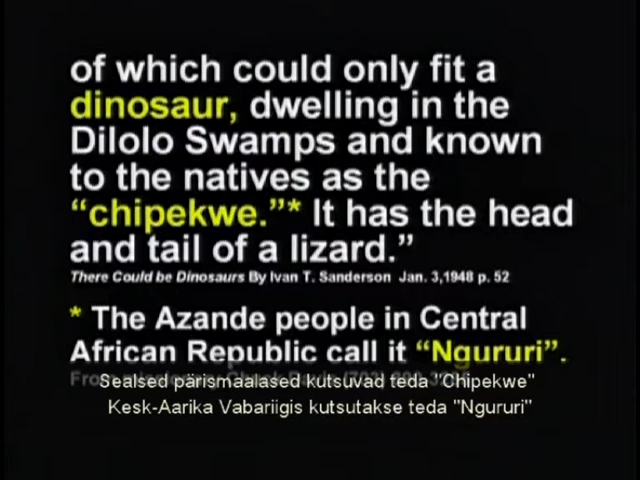 of which could only fit a
dinosaur, dwelling in the
Dilolo Swamps and known
to the natives as the
“chipekwe.”* It has the head
and tail of a lizard.”
There Could be Dinosaurs By Ivan T. Sanderson Jan. 3,1948 p. 52
* The Azande people in Central
African Republic call it “Ngururi”.
From
Sealsed pärismaalased kutsuvad teda "Chipekwe"
Kesk-Aarika Vabariigis kutsutakse teda "Ngururi"